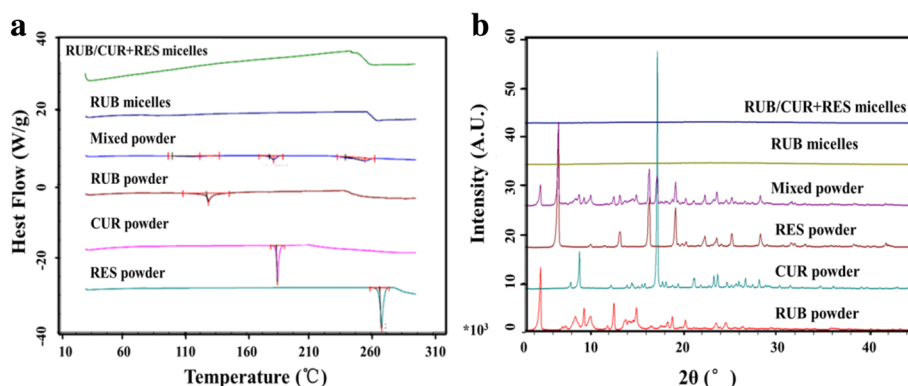 a
40
20
0
-20
-40
Hest Flow (W/g)
RUB/CUR+RES micelles
RUB micelles
Mixed powder
RUB powder
CUR powder
RES powder
10 60 110 160 210 260 310
Temperature (℃)
b
60
50
40
30
20
10
0
*10³
Intensity (A.U.)
RUB/CUR+RES micelles
RUB micelles
Mixed powder
RES powder
CUR powder
RUB powder
10 20 30 40
2θ (°)